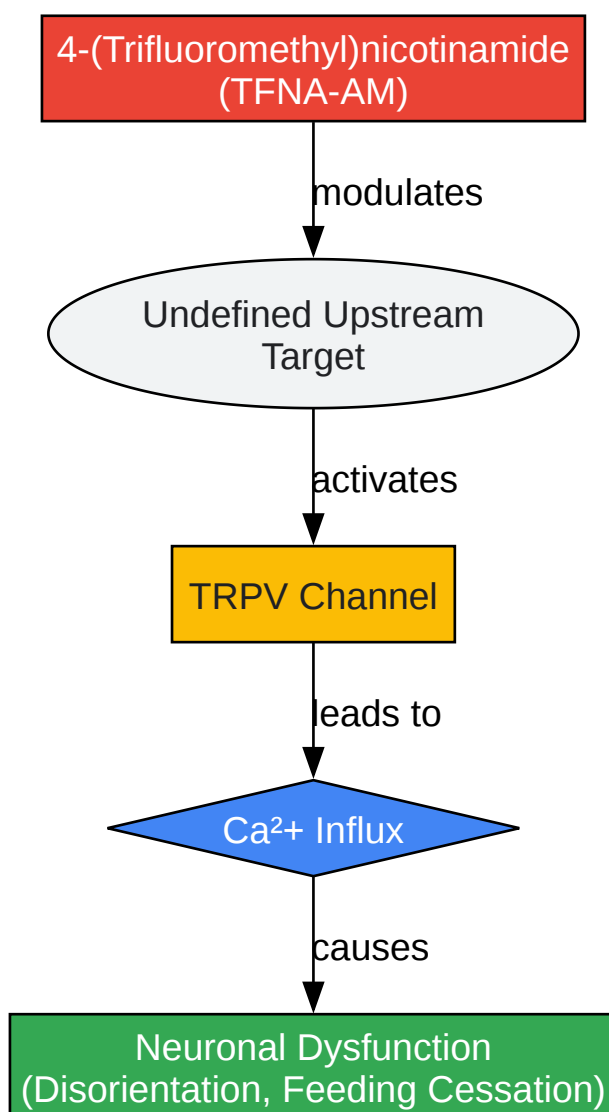 4-(Trifluoromethyl)nicotinamide
(TFNA-AM)
modulates
Undefined Upstream
Target
activates
TRPV Channel
leads to
Ca²+ Influx
causes
Neuronal Dysfunction
(Disorientation, Feeding Cessation)